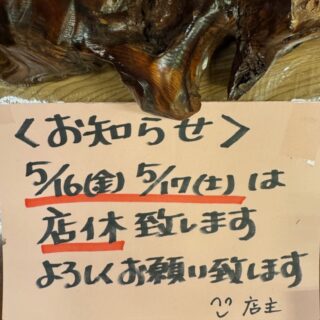 〈お知らせ〉
5/16(金) 5/17(土)は
店休致します
よろしくお願い致します
店主